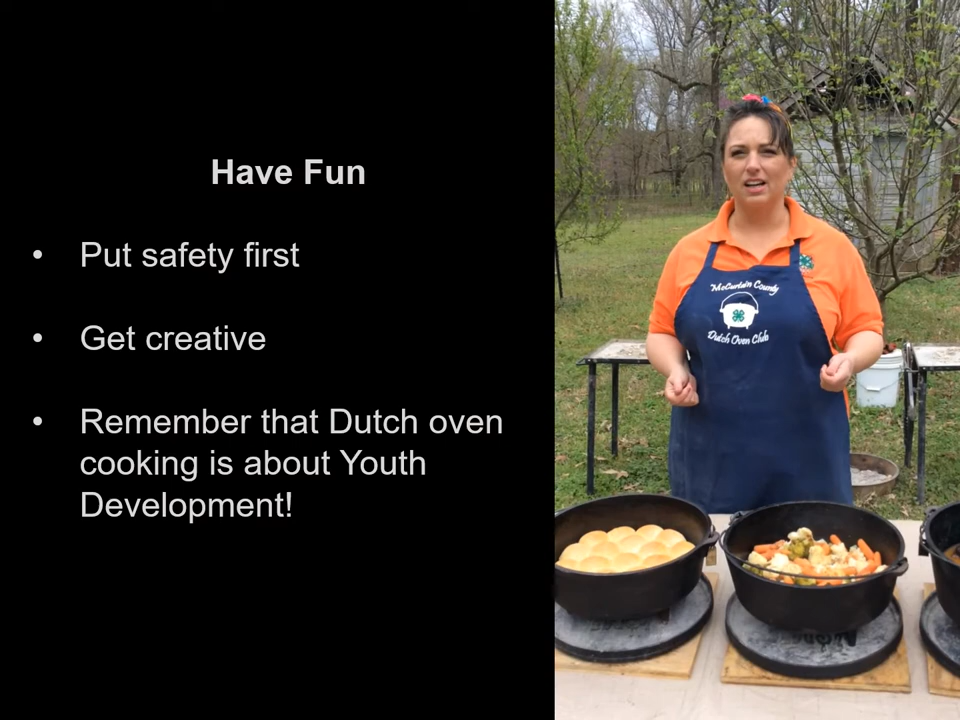 Have Fun
• Put safety first
• Get creative
• Remember that Dutch oven
cooking is about Youth
Development!
McCurtain County
Dutch Oven Club